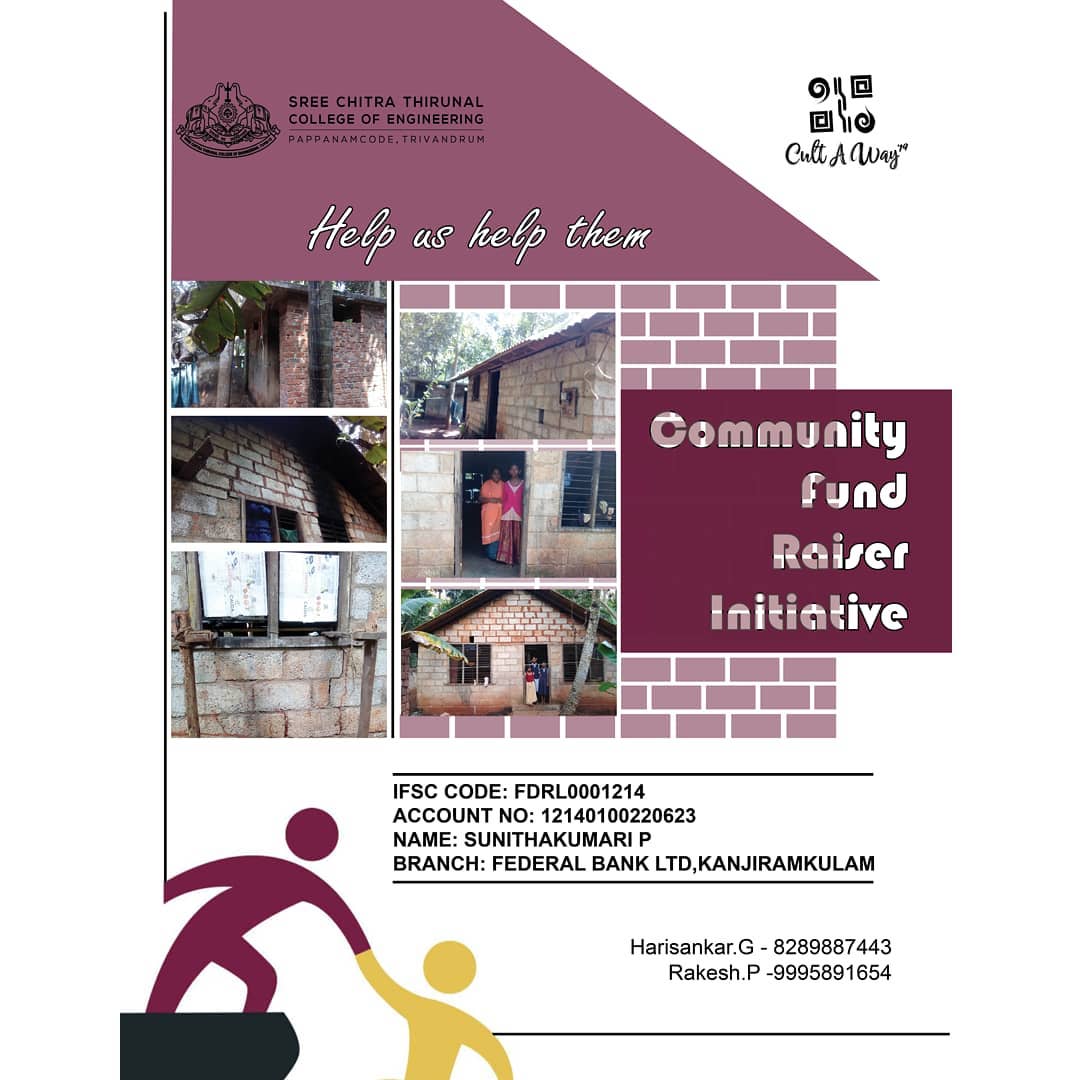 SREE CHITRA THIRUNAL
COLLEGE OF ENGINEERING
PAPPANAMCODE, TRIVANDRUM
Cult A Way'19
Help us help them
Community
Fund
Raiser
Initiative
IFSC CODE: FDRL0001214
ACCOUNT NO: 12140100220623
NAME: SUNITHAKUMARI P
BRANCH: FEDERAL BANK LTD,KANJIRAMKULAM
Harisankar.G - 8289887443
Rakesh.P -9995891654